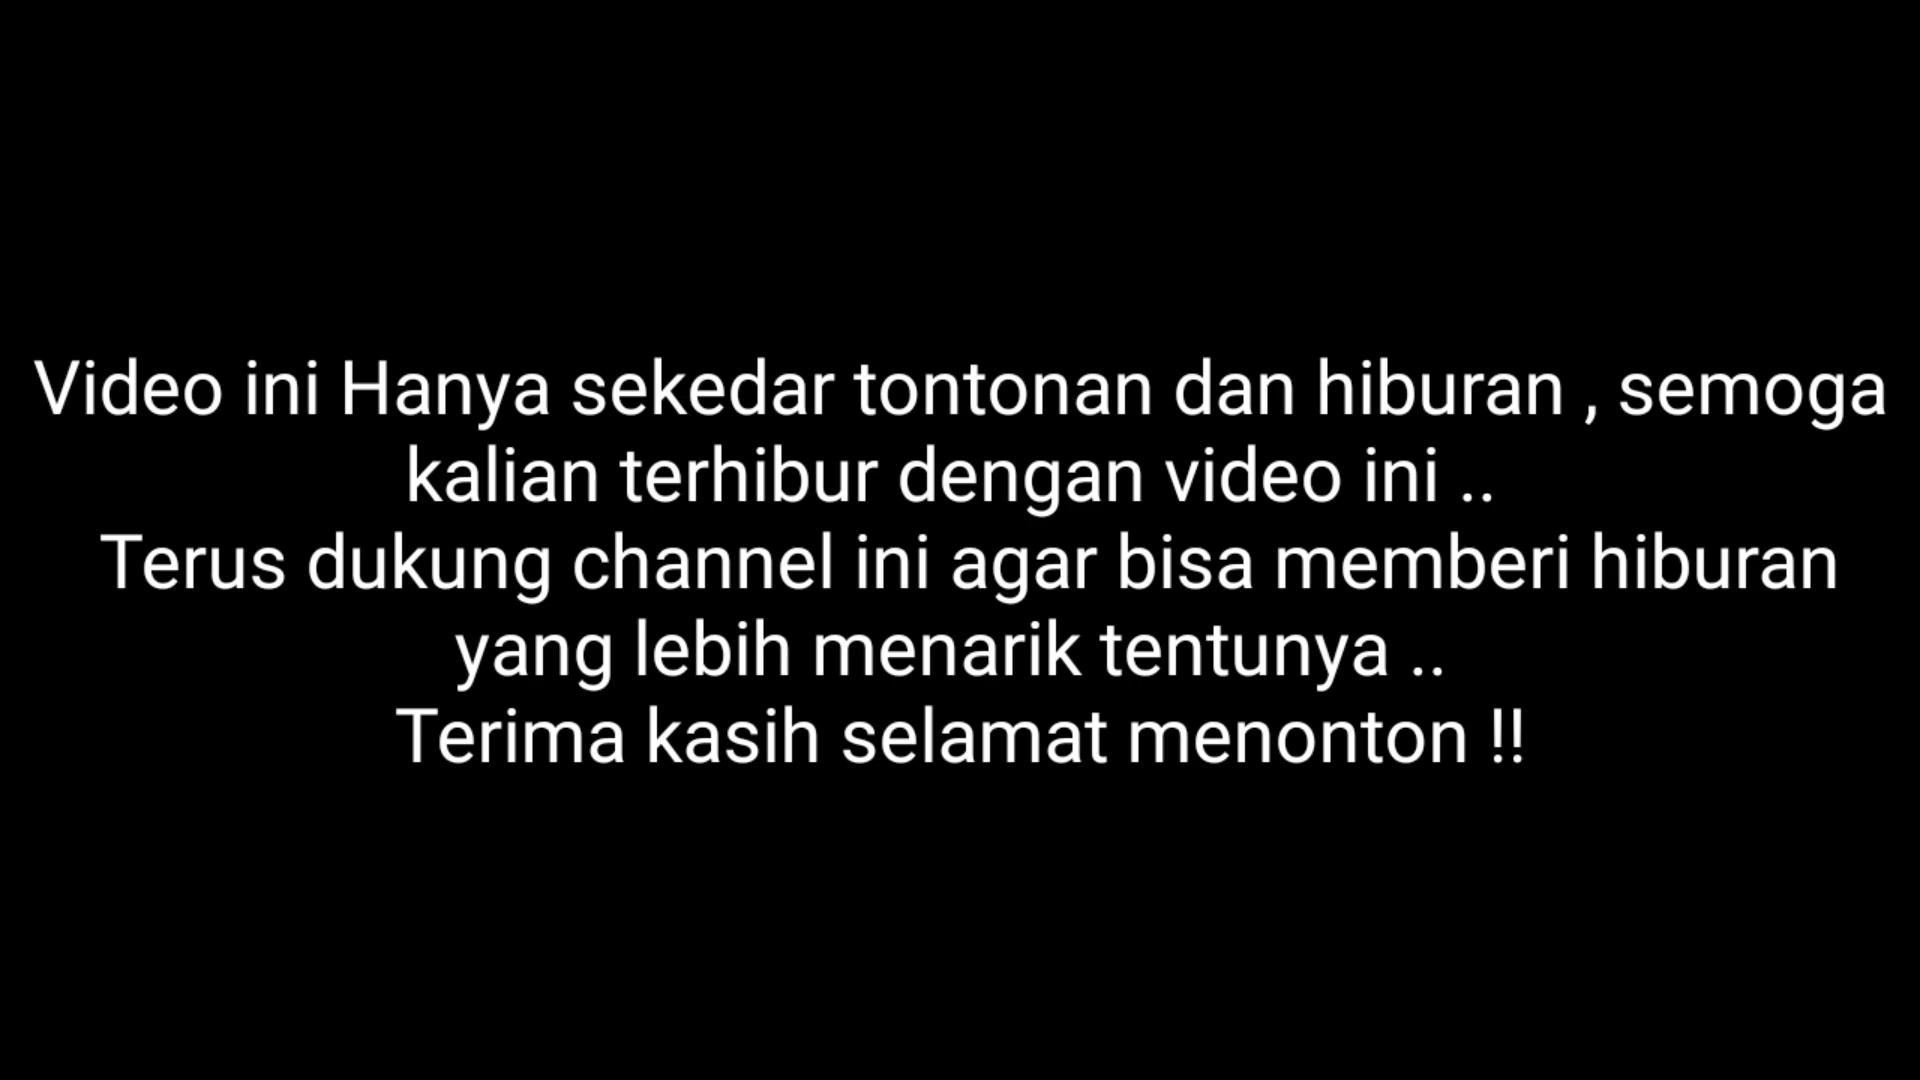 Video ini Hanya sekedar tontonan dan hiburan , semoga
kalian terhibur dengan video ini ..
Terus dukung channel ini agar bisa memberi hiburan
yang lebih menarik tentunya ..
Terima kasih selamat menonton !!